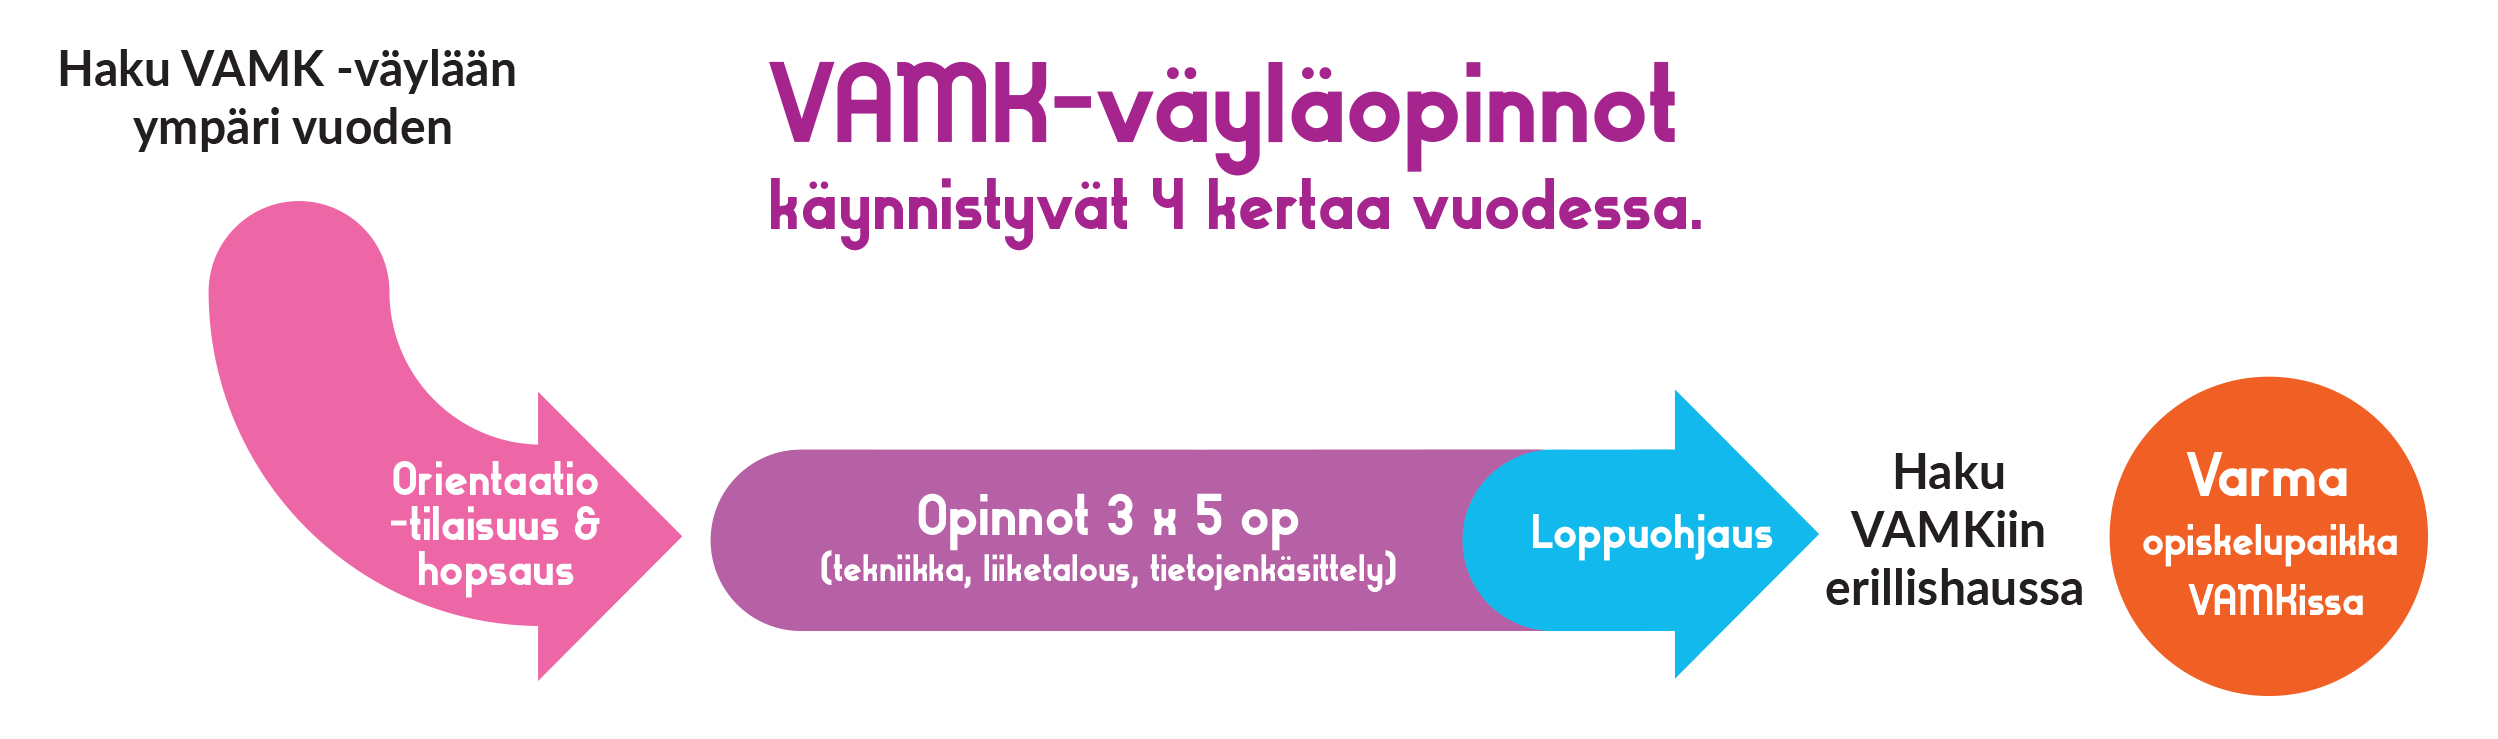 Haku VAMK -väylään
ympäri vuoden
VAMK-väyläopinnot
käynnistyvät 4 kertaa vuodessa.
Orientaatio
-tilaisuus &
hopsaus
Opinnot 3 x 5 op
(tekniikka, liiketalous, tietojenkäsittely)
Loppuohjaus
Haku
VAMKiin
erillishaussa
Varma
opiskelupaikka
VAMKissa